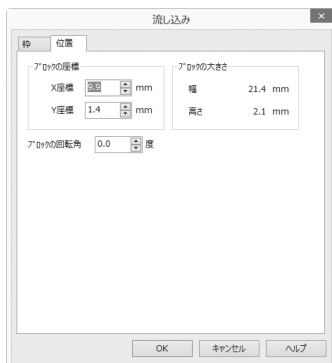 流し込み
枠 位置
ブロックの座標
X座標 9.9 mm
Y座標 1.4 mm
ブロックの大きさ
幅 21.4 mm
高さ 2.1 mm
ブロックの回転角 0.0 度
OK キャンセル ヘルプ